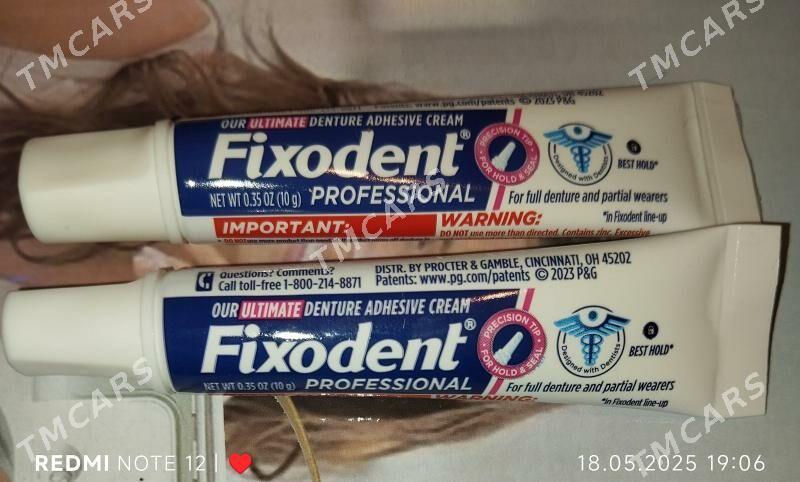 TMCARS
TMCARS
TMCARS
Patents: www.pg.com/patents © 2023 P&G
OUR ULTIMATE DENTURE ADHESIVE CREAM
Fixodent®
NET WT 0.35 OZ (10 g) PROFESSIONAL
PRECISION TIP
FOR HOLD & SEAL
Designed with Dentists
BEST HOLD*
For full denture and partial wearers
*in Fixodent line-up
IMPORTANT:
WARNING:
DO NOT use more than directed. Contains zinc. Excessive
TMCARS
Questions? Comments?
Call toll-free 1-800-214-8871
DISTR. BY PROCTER & GAMBLE, CINCINNATI, OH 45202
Patents: www.pg.com/patents © 2023 P&G
OUR ULTIMATE DENTURE ADHESIVE CREAM
Fixodent®
NET WT 0.35 OZ (10 g) PROFESSIONAL
PRECISION TIP
FOR HOLD & SEAL
Designed with Dentists
BEST HOLD*
For full denture and partial wearers
*in Fixodent line-up
WARNING:
TMCARS
TMCARS
TMCARS
REDMI NOTE 12 |
18.05.2025 19:06